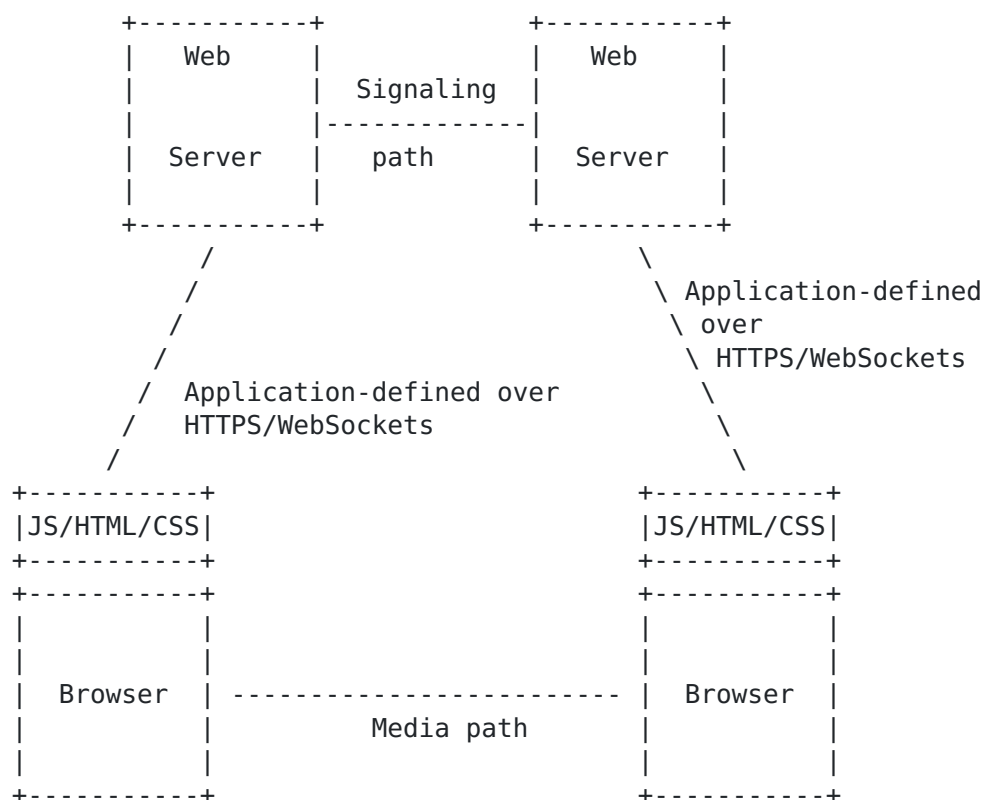 Web Web
Signaling
Server path Server
Application-defined
over
HTTPS/WebSockets
Application-defined over
HTTPS/WebSockets
JS/HTML/CSS JS/HTML/CSS
Browser Browser
Media path